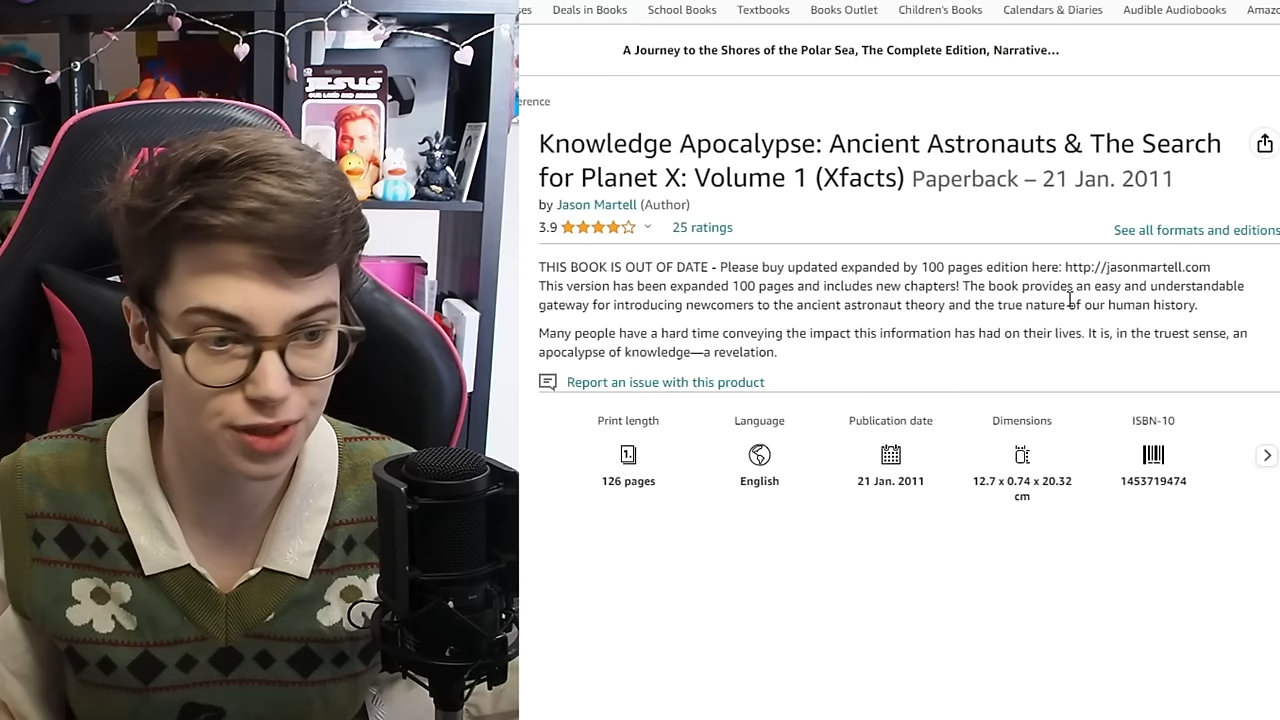 ses Deals in Books School Books Textbooks Books Outlet Children's Books Calendars & Diaries Audible Audiobooks Amazo
A Journey to the Shores of the Polar Sea, The Complete Edition, Narrative...
erence
Knowledge Apocalypse: Ancient Astronauts & The Search
for Planet X: Volume 1 (Xfacts) Paperback – 21 Jan. 2011
by Jason Martell (Author)
3.9 25 ratings
See all formats and editions
THIS BOOK IS OUT OF DATE - Please buy updated expanded by 100 pages edition here: http://jasonmartell.com
This version has been expanded 100 pages and includes new chapters! The book provides an easy and understandable
gateway for introducing newcomers to the ancient astronaut theory and the true nature of our human history.
Many people have a hard time conveying the impact this information has had on their lives. It is, in the truest sense, an
apocalypse of knowledge—a revelation.
Report an issue with this product
Print length Language Publication date Dimensions ISBN-10
126 pages English 21 Jan. 2011 12.7 x 0.74 x 20.32
cm 1453719474
JESUS